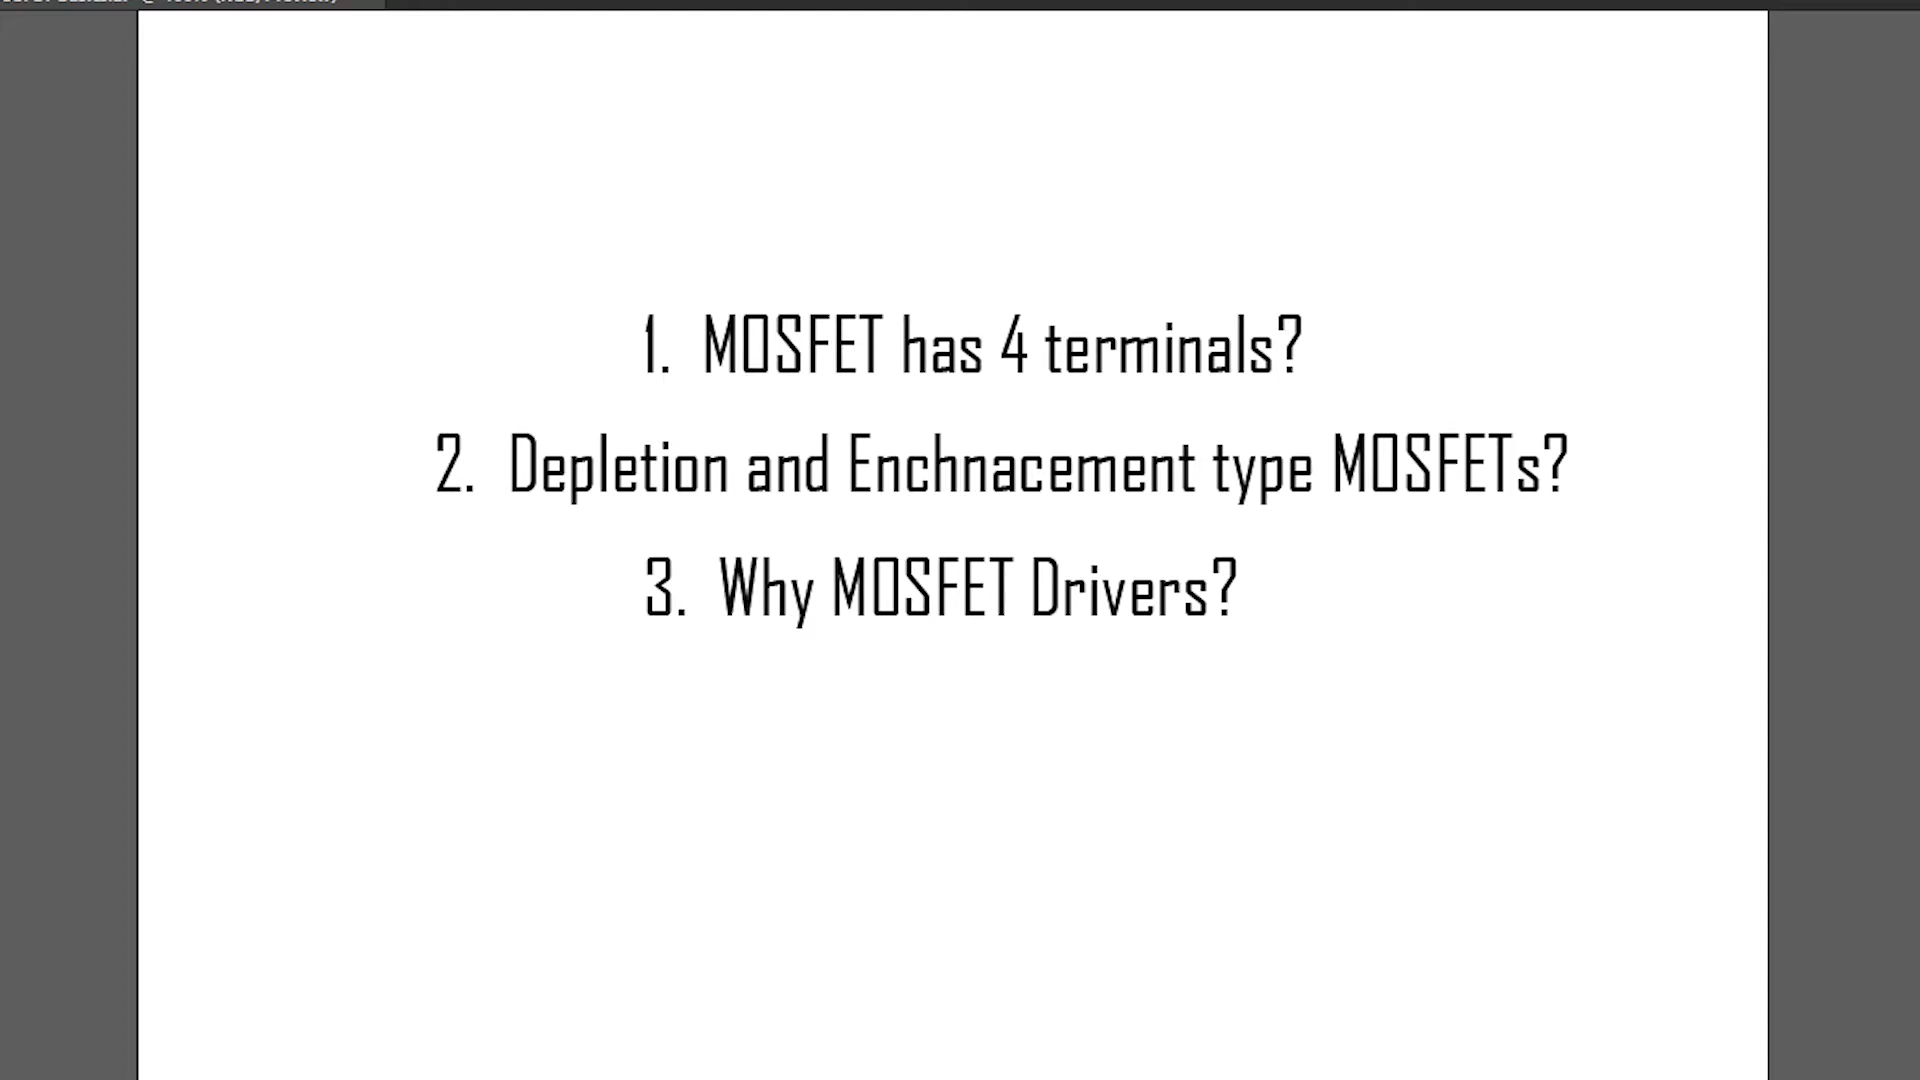 1. MOSFET has 4 terminals?
2. Depletion and Enchnacement type MOSFETs?
3. Why MOSFET Drivers?